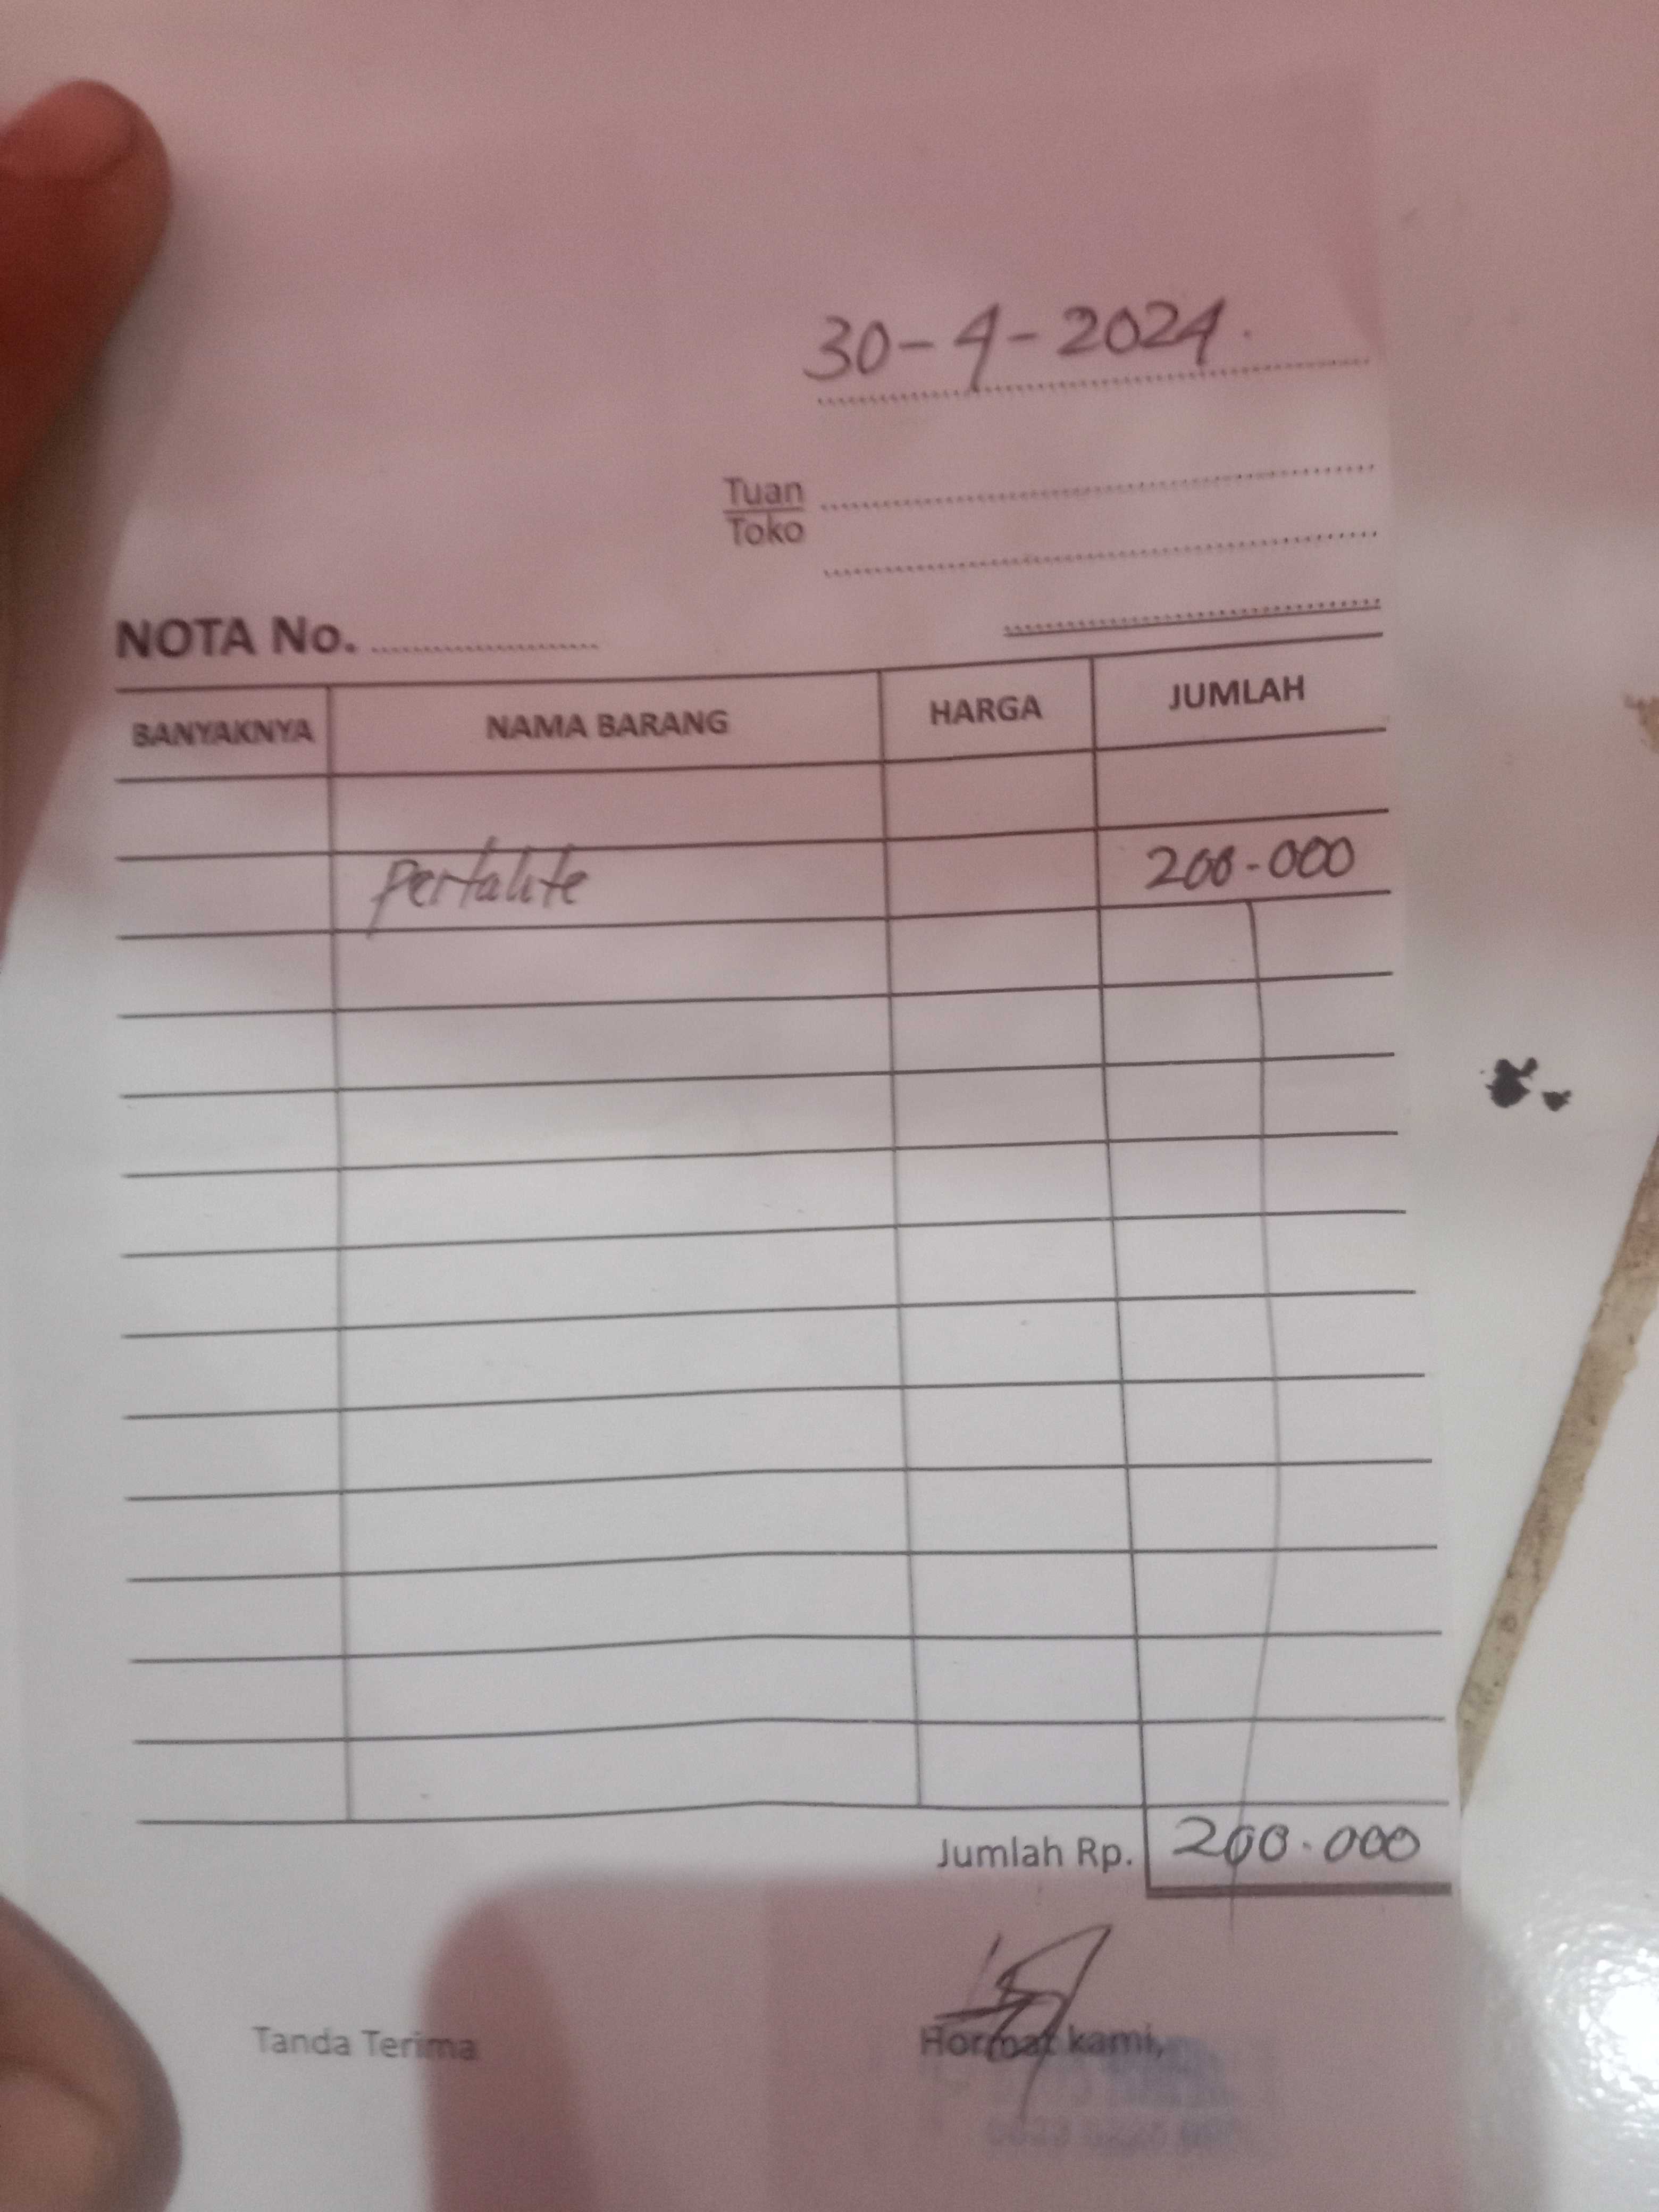 30-4-2024.
Tuan
Toko
NOTA No.
BANYAKNYA NAMA BARANG HARGA JUMLAH
Pertalite 200.000
Jumlah Rp. 200.000
Tanda Terima Hormat kami,